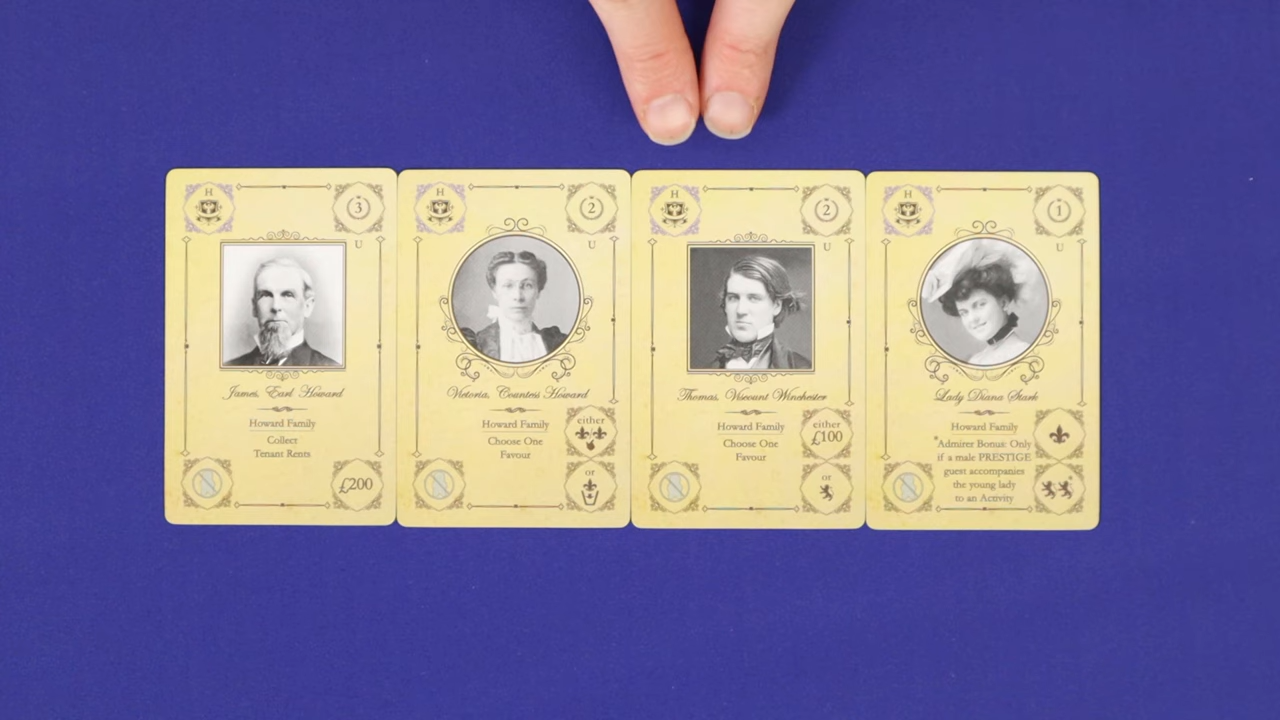 H
3
U
James, Earl Howard
Howard Family
Collect
Tenant Rents
£200
H
2
U
Victoria, Countess Howard
Howard Family
Choose One
Favour
either
or
H
2
U
Thomas, Viscount Winchester
Howard Family
Choose One
Favour
either
£100
or
H
1
U
Lady Diana Stark
Howard Family
*Admirer Bonus: Only
if a male PRESTIGE
guest accompanies
the young lady
to an Activity
*